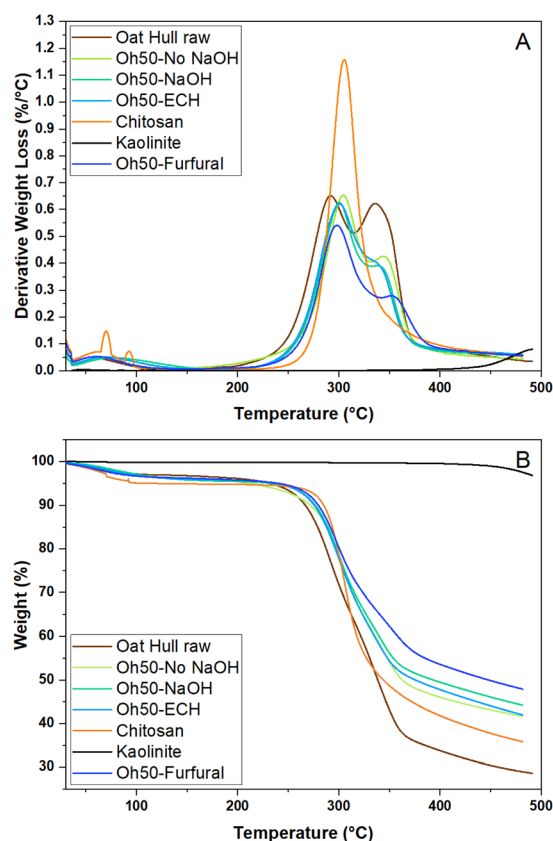 A
1.3
1.2
1.1
1.0
0.9
0.8
0.7
0.6
0.5
0.4
0.3
0.2
0.1
0.0
Derivative Weight Loss (%/°C)
Oat Hull raw
Oh50-No NaOH
Oh50-NaOH
Oh50-ECH
Chitosan
Kaolinite
Oh50-Furfural
100 200 300 400 500
Temperature (°C)
B
100
90
80
70
60
50
40
30
Weight (%)
Oat Hull raw
Oh50-No NaOH
Oh50-NaOH
Oh50-ECH
Chitosan
Kaolinite
Oh50-Furfural
100 200 300 400 500
Temperature (°C)